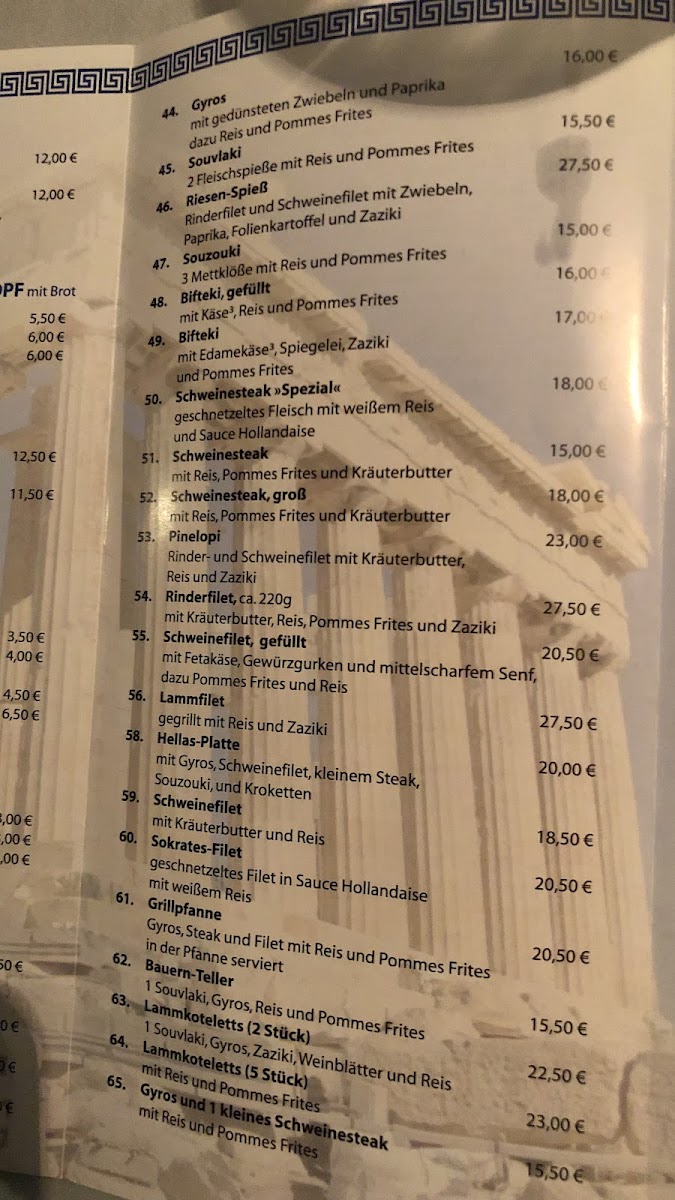 12,00 €
12,00 €
OPF mit Brot
5,50 €
6,00 €
6,00 €
12,50 €
11,50 €
3,50 €
4,00 €
4,50 €
6,50 €
,00 €
,00 €
,00 €
50 €
0 €
€
€
44. Gyros 16,00 €
mit gedünsteten Zwiebeln und Paprika
dazu Reis und Pommes Frites
45. Souvlaki 15,50 €
2 Fleischspieße mit Reis und Pommes Frites
46. Riesen-Spieß 27,50 €
Rinderfilet und Schweinefilet mit Zwiebeln,
Paprika, Folienkartoffel und Zaziki
47. Souzouki 15,00 €
3 Mettklöße mit Reis und Pommes Frites
48. Bifteki, gefüllt 16,00 €
mit Käse³, Reis und Pommes Frites
49. Bifteki 17,00 €
mit Edamekäse³, Spiegelei, Zaziki
und Pommes Frites
50. Schweinesteak »Spezial« 18,00 €
geschnetzeltes Fleisch mit weißem Reis
und Sauce Hollandaise
51. Schweinesteak 15,00 €
mit Reis, Pommes Frites und Kräuterbutter
52. Schweinesteak, groß 18,00 €
mit Reis, Pommes Frites und Kräuterbutter
53. Pinelopi 23,00 €
Rinder- und Schweinefilet mit Kräuterbutter,
Reis und Zaziki
54. Rinderfilet, ca. 220g 27,50 €
mit Kräuterbutter, Reis, Pommes Frites und Zaziki
55. Schweinefilet, gefüllt 20,50 €
mit Fetakäse, Gewürzgurken und mittelscharfem Senf,
dazu Pommes Frites und Reis
56. Lammfilet 27,50 €
gegrillt mit Reis und Zaziki
58. Hellas-Platte 20,00 €
mit Gyros, Schweinefilet, kleinem Steak,
Souzouki, und Kroketten
59. Schweinefilet 18,50 €
mit Kräuterbutter und Reis
60. Sokrates-Filet 20,50 €
geschnetzeltes Filet in Sauce Hollandaise
mit weißem Reis
61. Grillpfanne 20,50 €
Gyros, Steak und Filet mit Reis und Pommes Frites
in der Pfanne serviert
62. Bauern-Teller 15,50 €
1 Souvlaki, Gyros, Reis und Pommes Frites
63. Lammkoteletts (2 Stück) 22,50 €
1 Souvlaki, Gyros, Zaziki, Weinblätter und Reis
64. Lammkoteletts (5 Stück) 23,00 €
mit Reis und Pommes Frites
65. Gyros und 1 kleines Schweinesteak 15,50 €
mit Reis und Pommes Frites